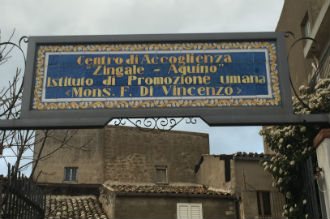 Centro di Accoglienza
"Zingale - Aquino"
Istituto di Promozione umana
<Mons. F. Di Vincenzo>